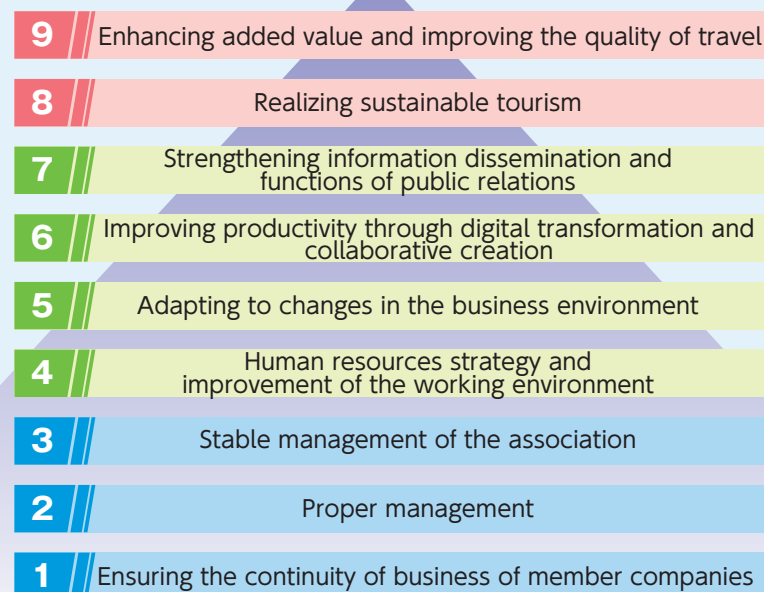 9 Enhancing added value and improving the quality of travel
8 Realizing sustainable tourism
7 Strengthening information dissemination and
functions of public relations
6 Improving productivity through digital transformation and
collaborative creation
5 Adapting to changes in the business environment
4 Human resources strategy and
improvement of the working environment
3 Stable management of the association
2 Proper management
1 Ensuring the continuity of business of member companies